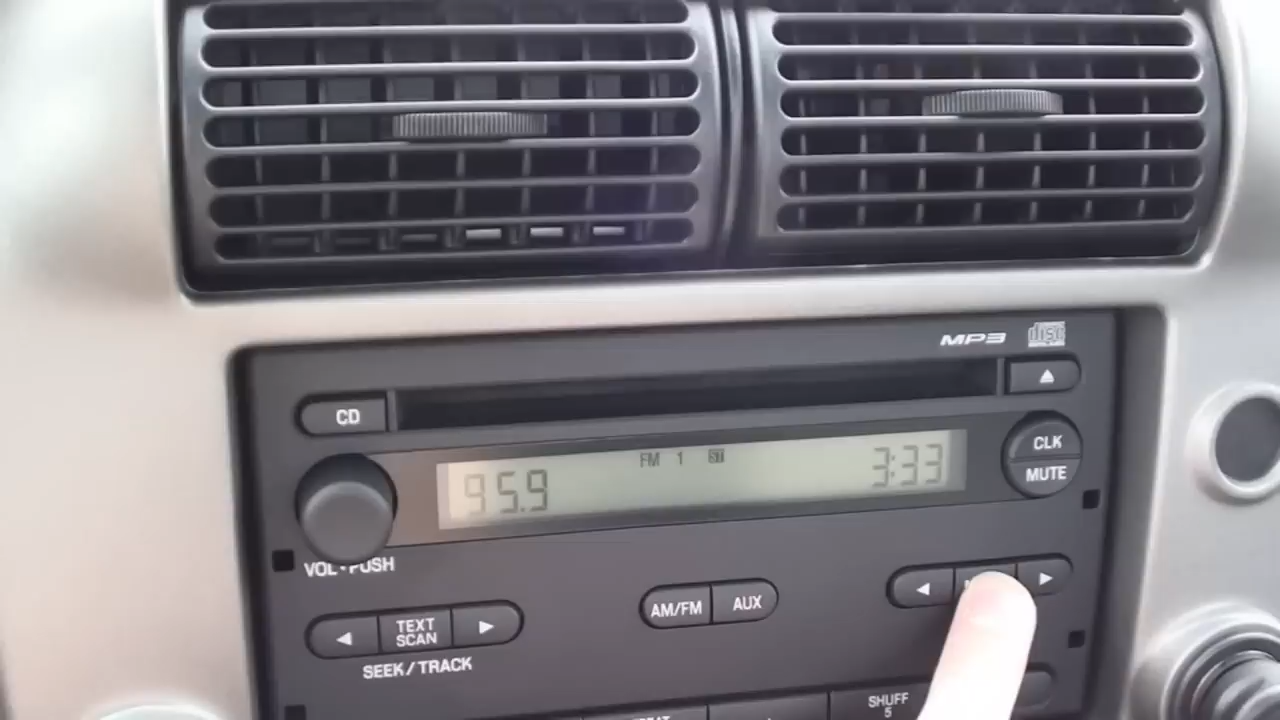 MP3 disc
CD
CLK
MUTE
95.9 FM 1 ST 3:33
VOL-PUSH
◀ ▶
AM/FM AUX
◀ TEXT SCAN ▶
SEEK/TRACK
SHUFF
5